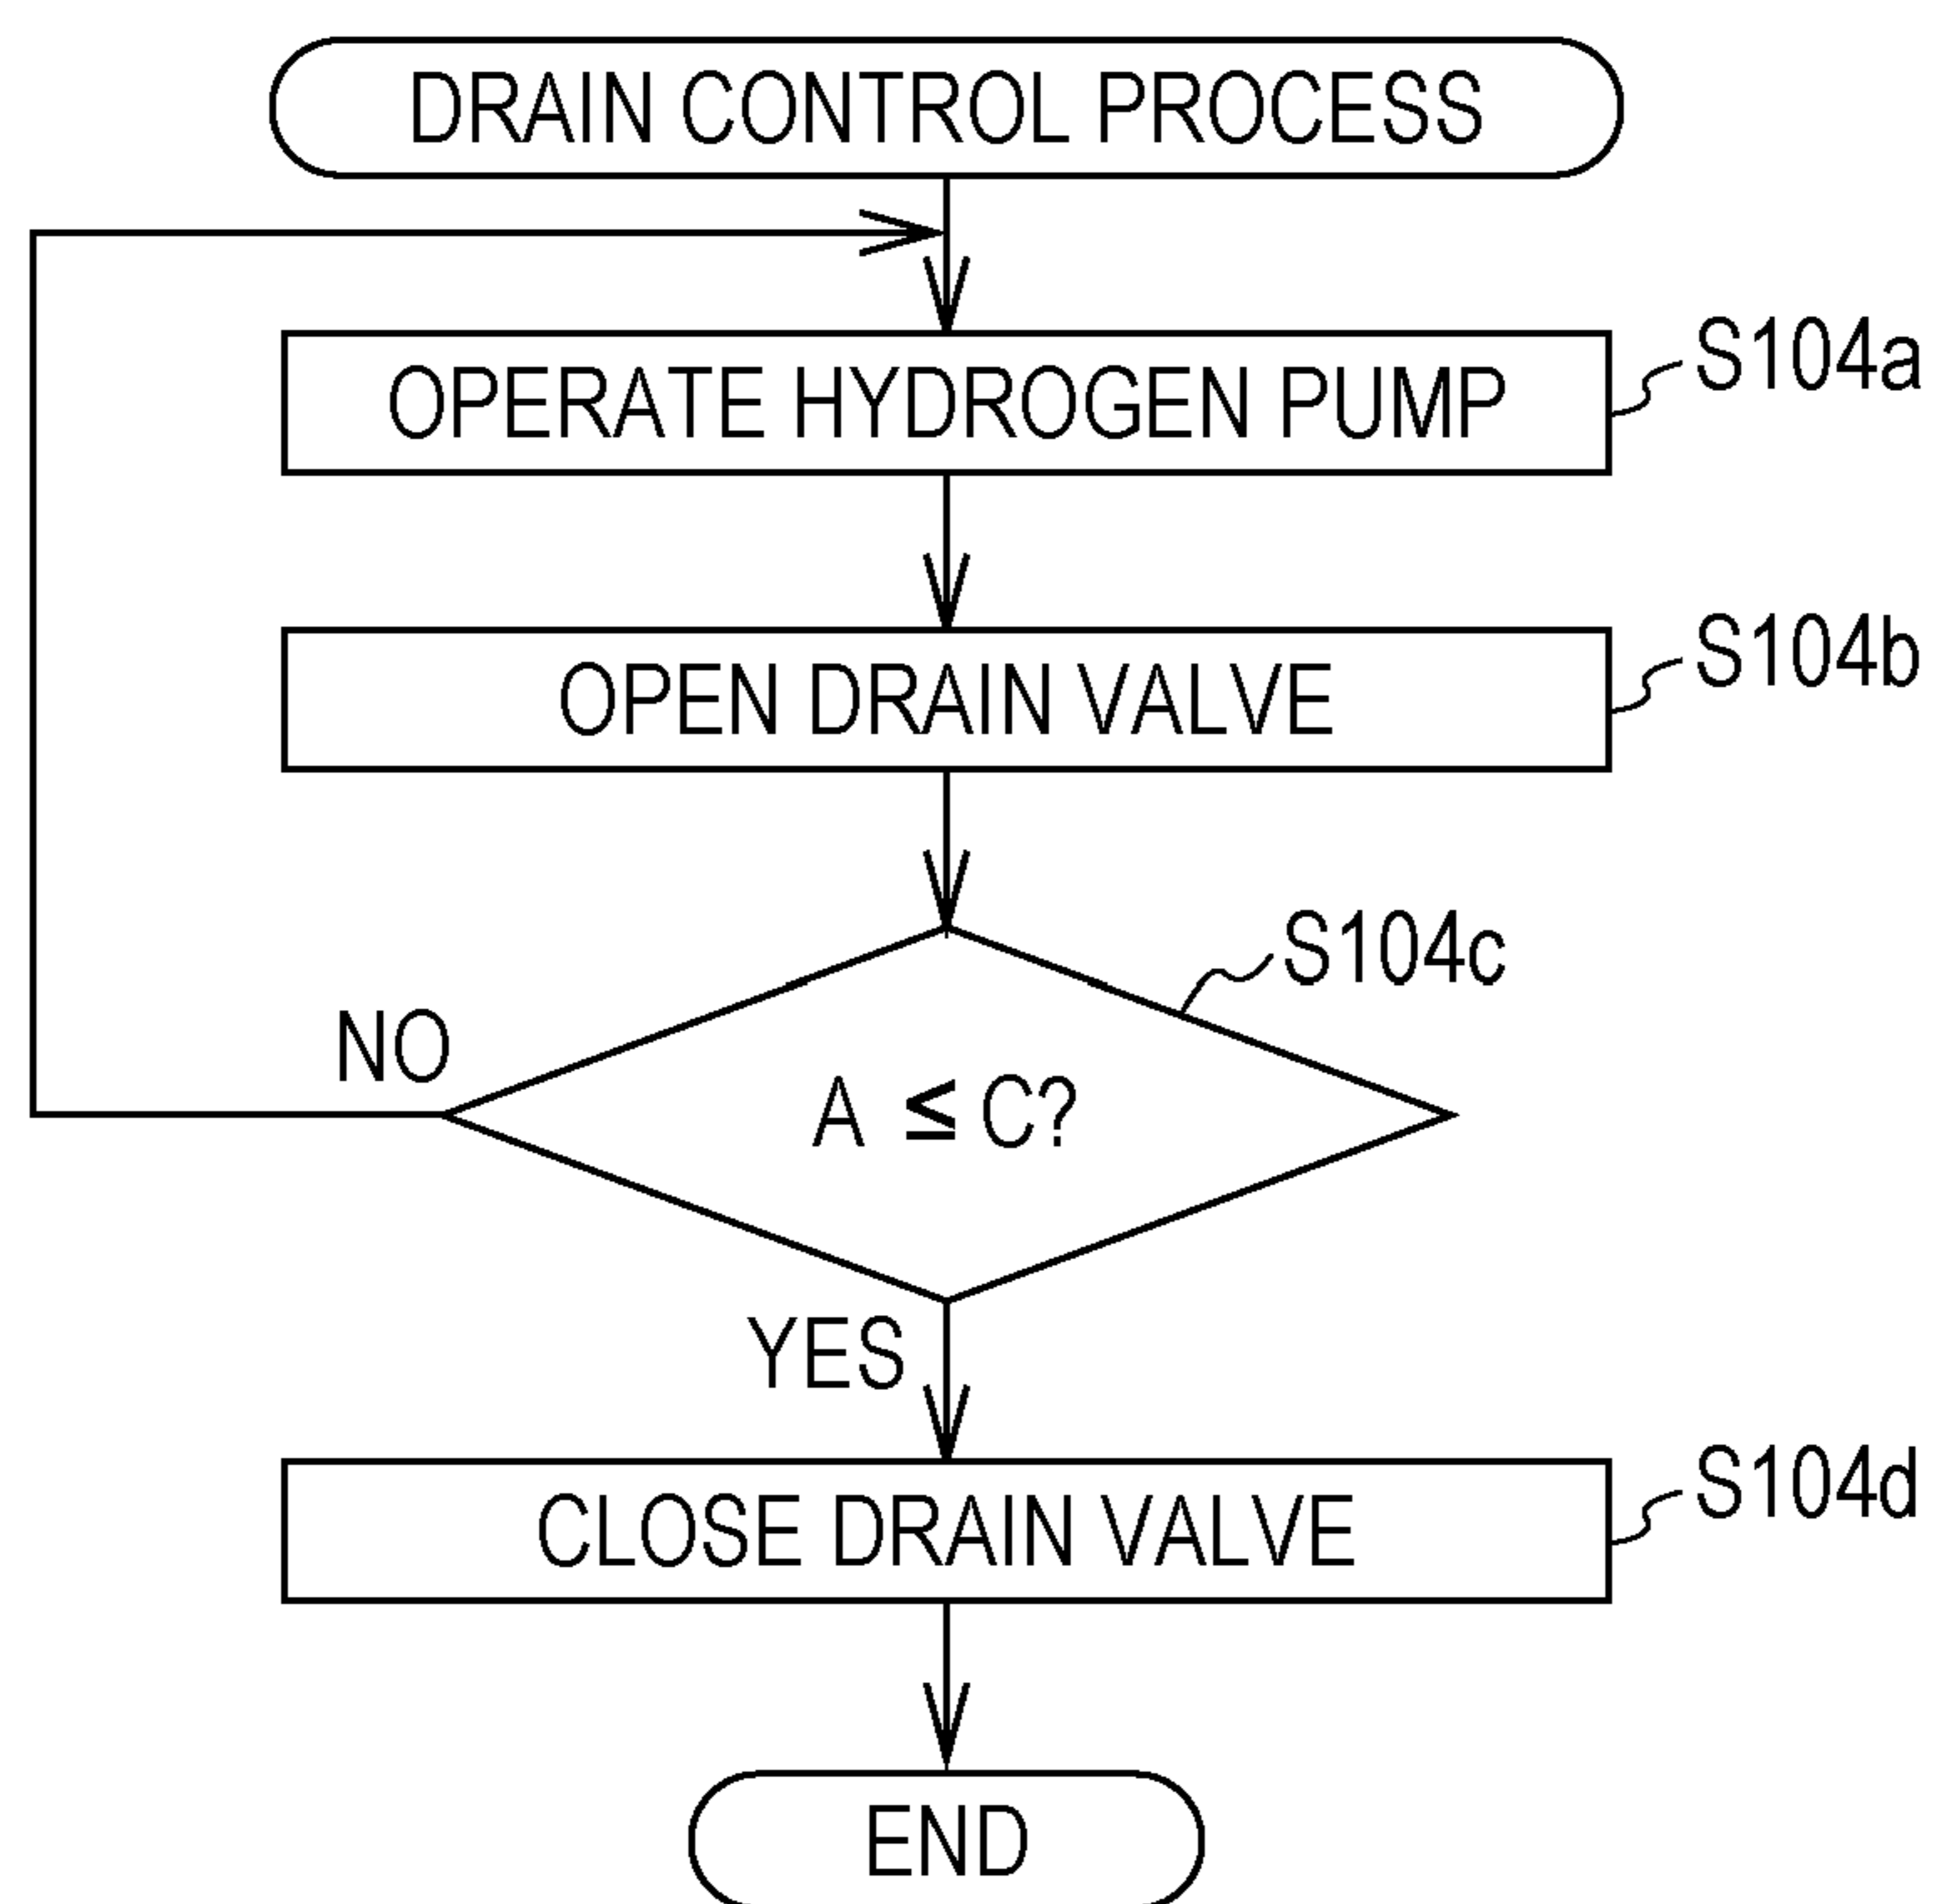 DRAIN CONTROL PROCESS
OPERATE HYDROGEN PUMP
S104a
OPEN DRAIN VALVE
S104b
S104c
NO
A ≤ C?
YES
CLOSE DRAIN VALVE
S104d
END